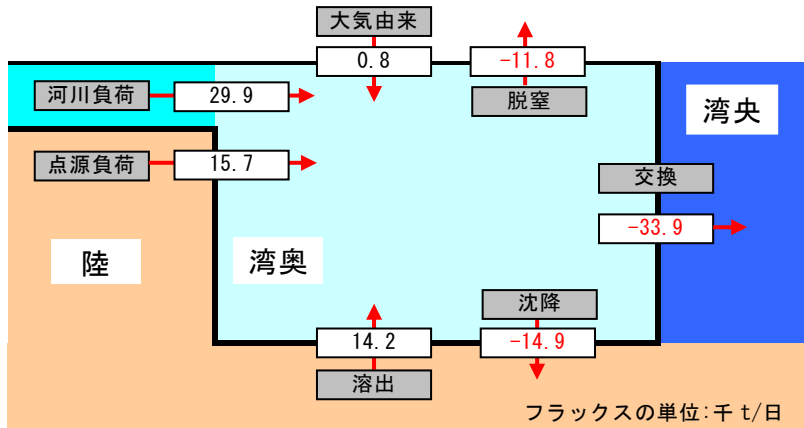 大気由来
0.8
-11.8
脱窒
河川負荷
29.9
湾央
点源負荷
15.7
交換
-33.9
陸
湾奥
沈降
14.2
-14.9
溶出
フラックスの単位:千t/日